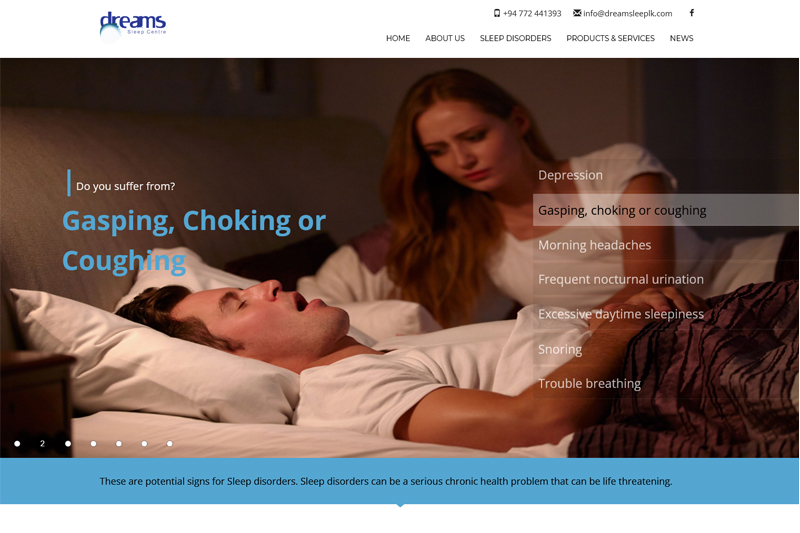 dreams
Sleep Centre
+94 772 441393 info@dreamsleeplk.com f
HOME ABOUT US SLEEP DISORDERS PRODUCTS & SERVICES NEWS
Do you suffer from?
Gasping, Choking or
Coughing
Depression
Gasping, choking or coughing
Morning headaches
Frequent nocturnal urination
Excessive daytime sleepiness
Snoring
Trouble breathing
2
These are potential signs for Sleep disorders. Sleep disorders can be a serious chronic health problem that can be life threatening.